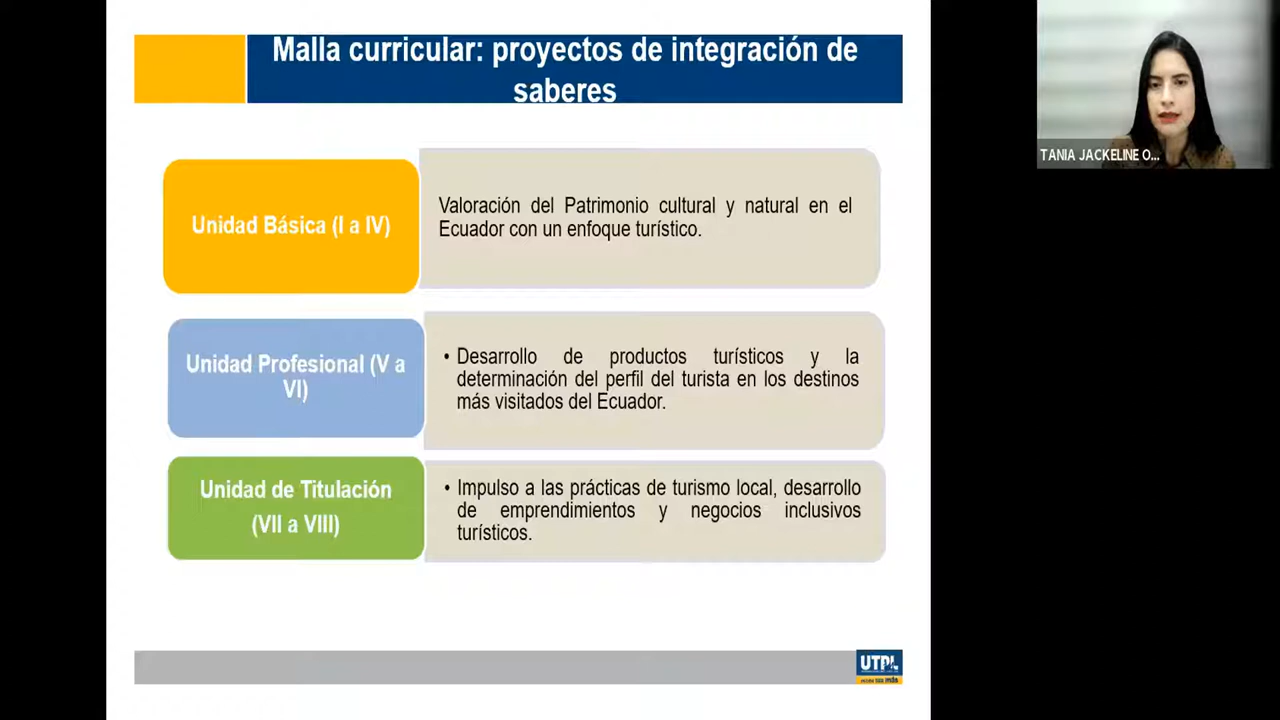 Malla curricular: proyectos de integración de
saberes
TANIA JACKELINE O...
Unidad Básica (I a IV)
Valoración del Patrimonio cultural y natural en el
Ecuador con un enfoque turístico.
Unidad Profesional (V a
VI)
• Desarrollo de productos turísticos y la
determinación del perfil del turista en los destinos
más visitados del Ecuador.
Unidad de Titulación
(VII a VIII)
• Impulso a las prácticas de turismo local, desarrollo
de emprendimientos y negocios inclusivos
turísticos.
UTPL